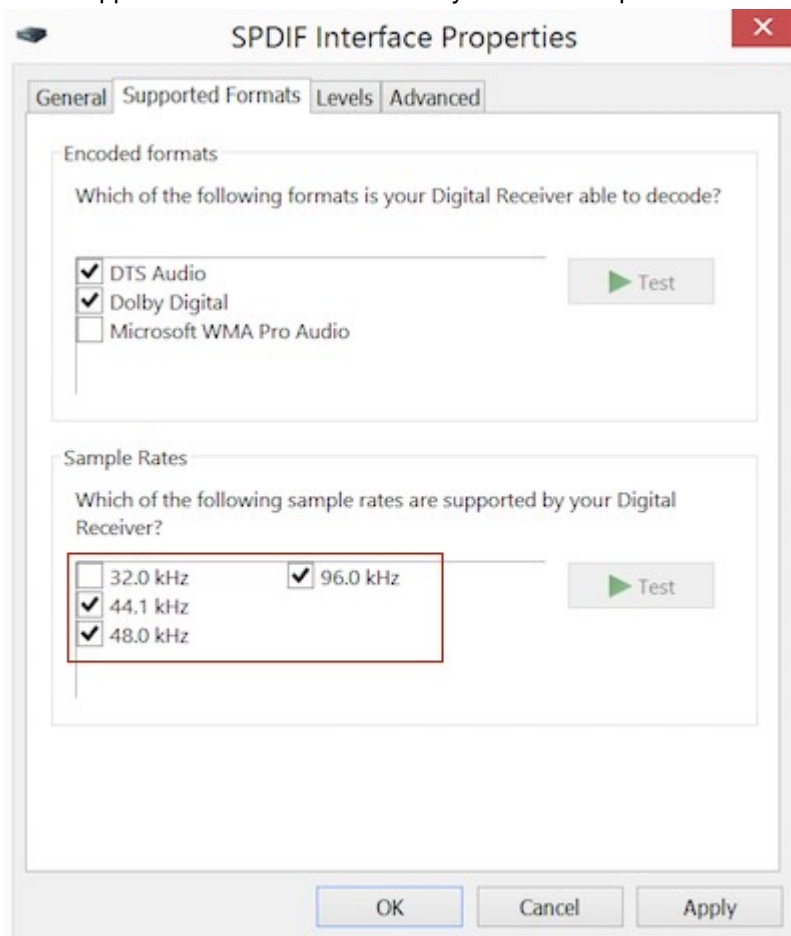 SPDIF Interface Properties
General Supported Formats Levels Advanced
Encoded formats
Which of the following formats is your Digital Receiver able to decode?
DTS Audio
Test
Dolby Digital
Microsoft WMA Pro Audio
Sample Rates
Which of the following sample rates are supported by your Digital
Receiver?
32.0 kHz 96.0 kHz
Test
44.1 kHz
48.0 kHz
OK Cancel Apply